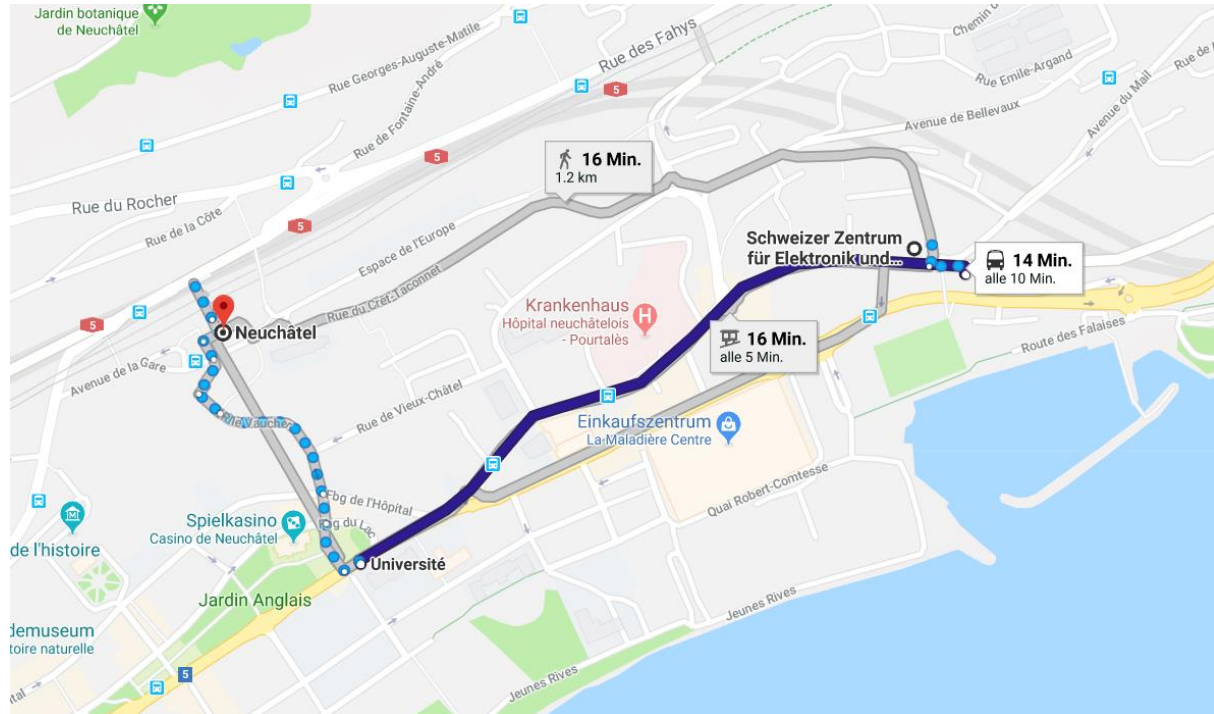 Jardin botanique
de Neuchâtel
Rue Georges-Auguste-Matile
Rue des Fahys
Chemin
Rue Emile-Argand
Rue de
5
Avenue du Mail
Rue de Fontaine-André
Avenue de Bellevaux
5
16 Min.
1.2 km
Rue du Rocher
5
Rue de la Côte
Espace de l'Europe
Schweizer Zentrum
für Elektronik und...
14 Min.
alle 10 Min.
Rue du Crêt-Taconnet
Krankenhaus
Hôpital neuchâtelois
- Pourtalès
H
5
Neuchâtel
16 Min.
alle 5 Min.
Route des Falaises
Avenue de la Gare
Rue de Vieux-Châtel
Rue Vaucher
Einkaufszentrum
La Maladière Centre
Quai Robert-Comtesse
Fbg de l'Hôpital
Fbg du Lac
Spielkasino
Casino de Neuchâtel
de l'histoire
Université
Jardin Anglais
Jeunes Rives
demuseum
toire naturelle
5
Jeunes Rives